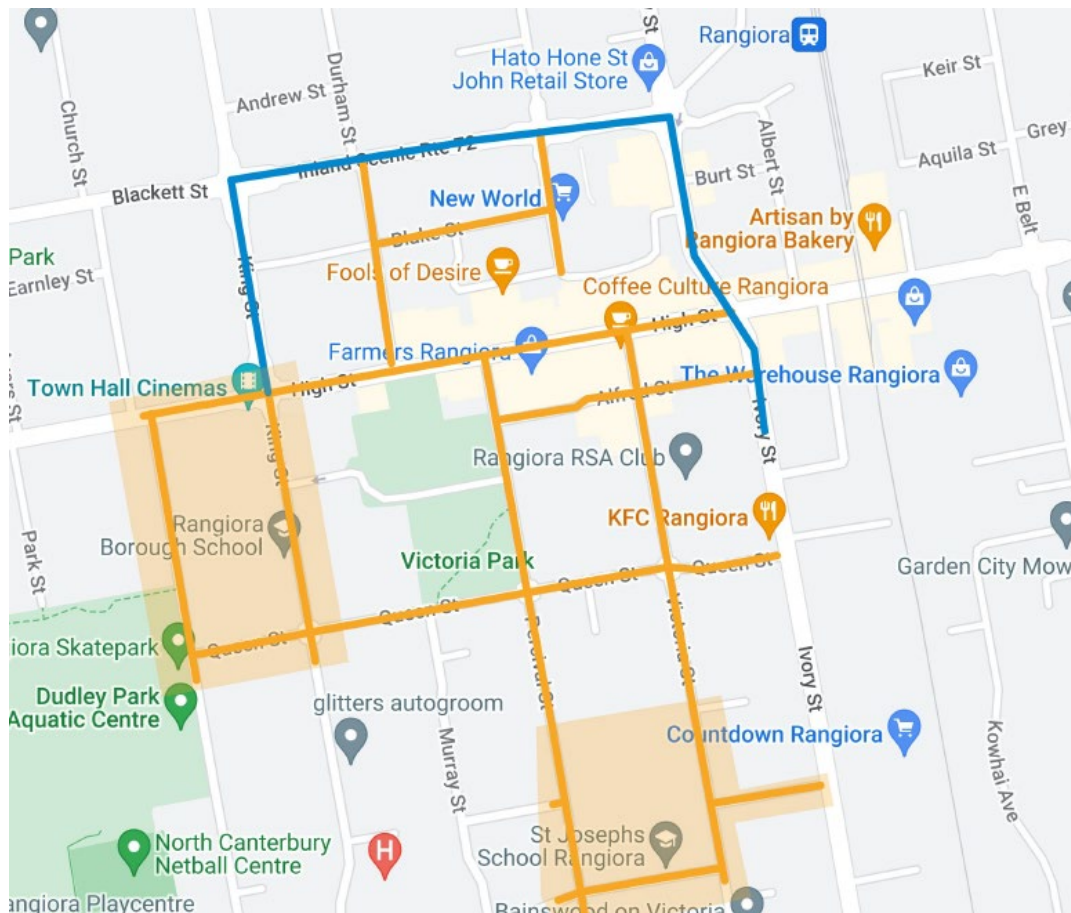 Ivory St
Rangiora
Hato Hone St
John Retail Store
Keir St
Church St
Andrew St
Durham St
Albert St
Grey
Aquila St
Inland Scenic Rte 72
Blackett St
Burt St
E Belt
New World
Artisan by
Rangiora Bakery
Park
Earnley St
Blake St
King St
Fools of Desire
Coffee Culture Rangiora
High St
Farmers Rangiora
Town Hall Cinemas
High St
The Warehouse Rangiora
Alfred St
Ivory St
King St
Rangiora RSA Club
Rangiora
Borough School
KFC Rangiora
Park St
Victoria Park
Queen St
Queen St
Queen St
Queen St
Garden City Mow
iora Skatepark
Percival St
Victoria St
Ivory St
Dudley Park
Aquatic Centre
glitters autogroom
Murray St
Countdown Rangiora
Kowhai Ave
North Canterbury
Netball Centre
H
St Josephs
School Rangiora
angiora Playcentre
Bainswood on Victoria